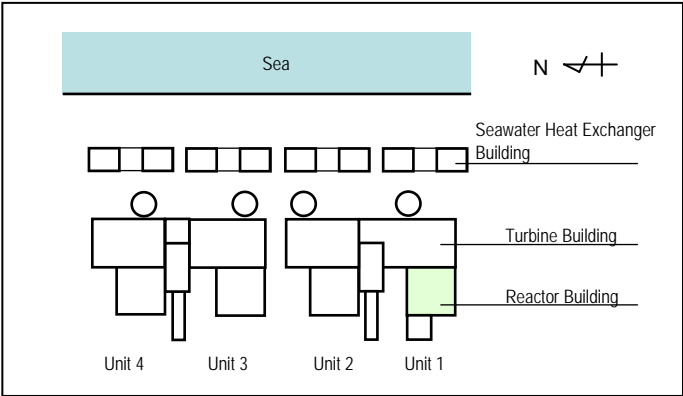 Sea
N
Seawater Heat Exchanger
Building
Turbine Building
Reactor Building
Unit 4
Unit 3
Unit 2
Unit 1